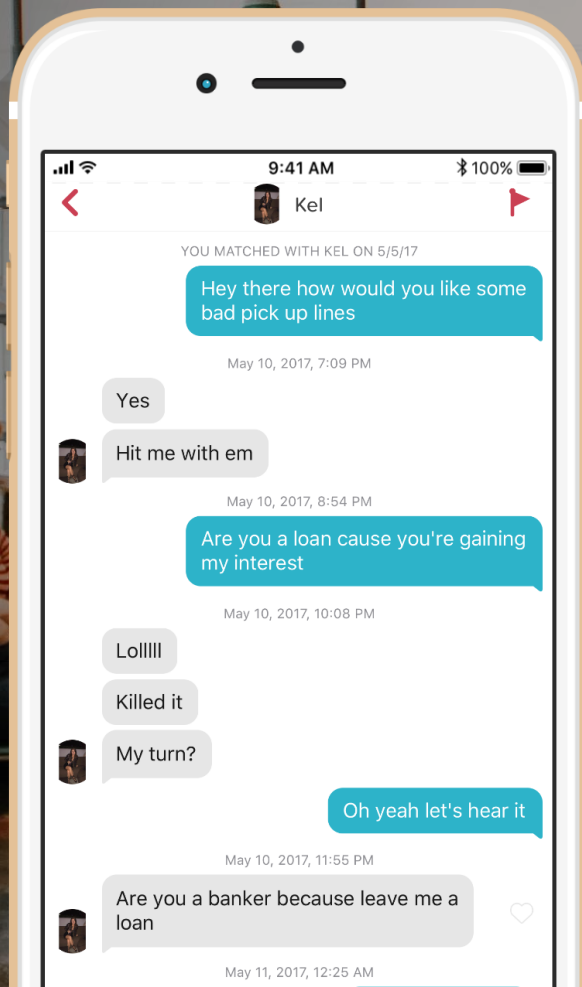 9:41 AM
100%
Kel
YOU MATCHED WITH KEL ON 5/5/17
Hey there how would you like some
bad pick up lines
May 10, 2017, 7:09 PM
Yes
Hit me with em
May 10, 2017, 8:54 PM
Are you a loan cause you're gaining
my interest
May 10, 2017, 10:08 PM
Lolllll
Killed it
My turn?
Oh yeah let's hear it
May 10, 2017, 11:55 PM
Are you a banker because leave me a
loan
May 11, 2017, 12:25 AM